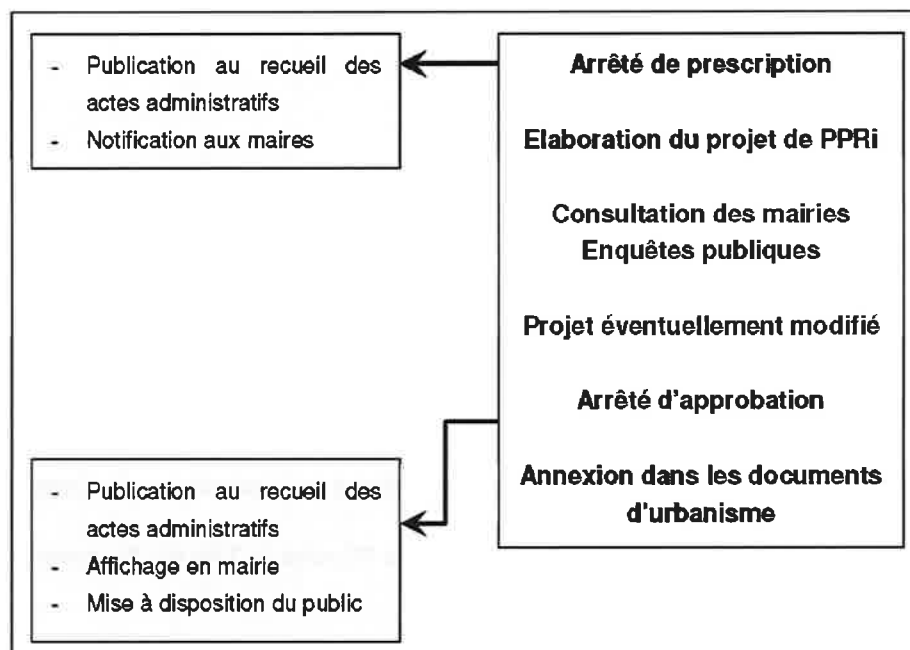 - Publication au recueil des
actes administratifs
- Notification aux maires
Arrêté de prescription
Elaboration du projet de PPRi
Consultation des mairies
Enquêtes publiques
Projet éventuellement modifié
Arrêté d'approbation
Annexion dans les documents
d'urbanisme
- Publication au recueil des
actes administratifs
- Affichage en mairie
- Mise à disposition du public